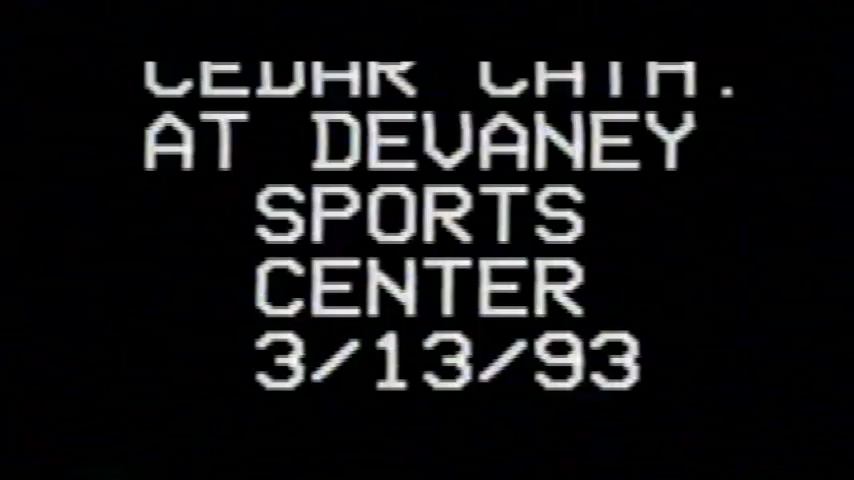 CEDAR CATH.
AT DEVANEY
SPORTS
CENTER
3/13/93